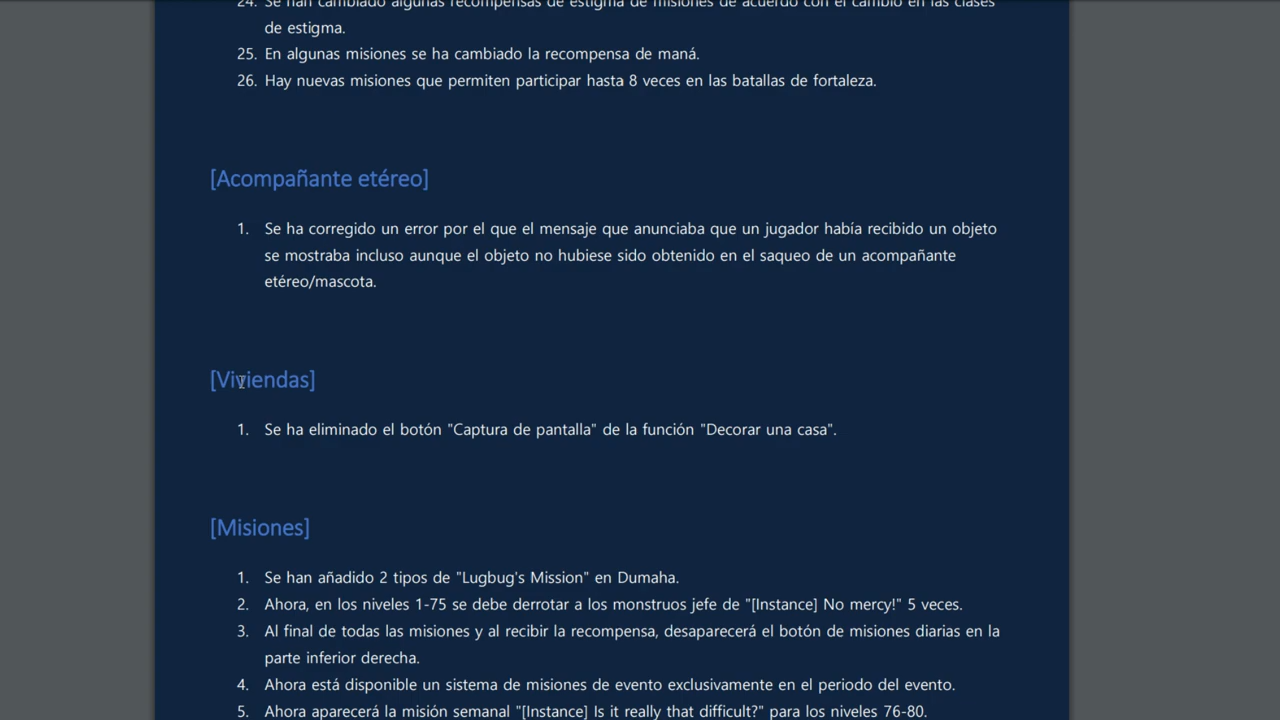 24. Se han cambiado algunas recompensas de estigma de misiones de acuerdo con el cambio en las clases
de estigma.
25. En algunas misiones se ha cambiado la recompensa de maná.
26. Hay nuevas misiones que permiten participar hasta 8 veces en las batallas de fortaleza.
[Acompañante etéreo]
1. Se ha corregido un error por el que el mensaje que anunciaba que un jugador había recibido un objeto
se mostraba incluso aunque el objeto no hubiese sido obtenido en el saqueo de un acompañante
etéreo/mascota.
[Viviendas]
1. Se ha eliminado el botón "Captura de pantalla" de la función "Decorar una casa".
[Misiones]
1. Se han añadido 2 tipos de "Lugbug's Mission" en Dumaha.
2. Ahora, en los niveles 1-75 se debe derrotar a los monstruos jefe de "[Instance] No mercy!" 5 veces.
3. Al final de todas las misiones y al recibir la recompensa, desaparecerá el botón de misiones diarias en la
parte inferior derecha.
4. Ahora está disponible un sistema de misiones de evento exclusivamente en el periodo del evento.
5. Ahora aparecerá la misión semanal "[Instance] Is it really that difficult?" para los niveles 76-80.